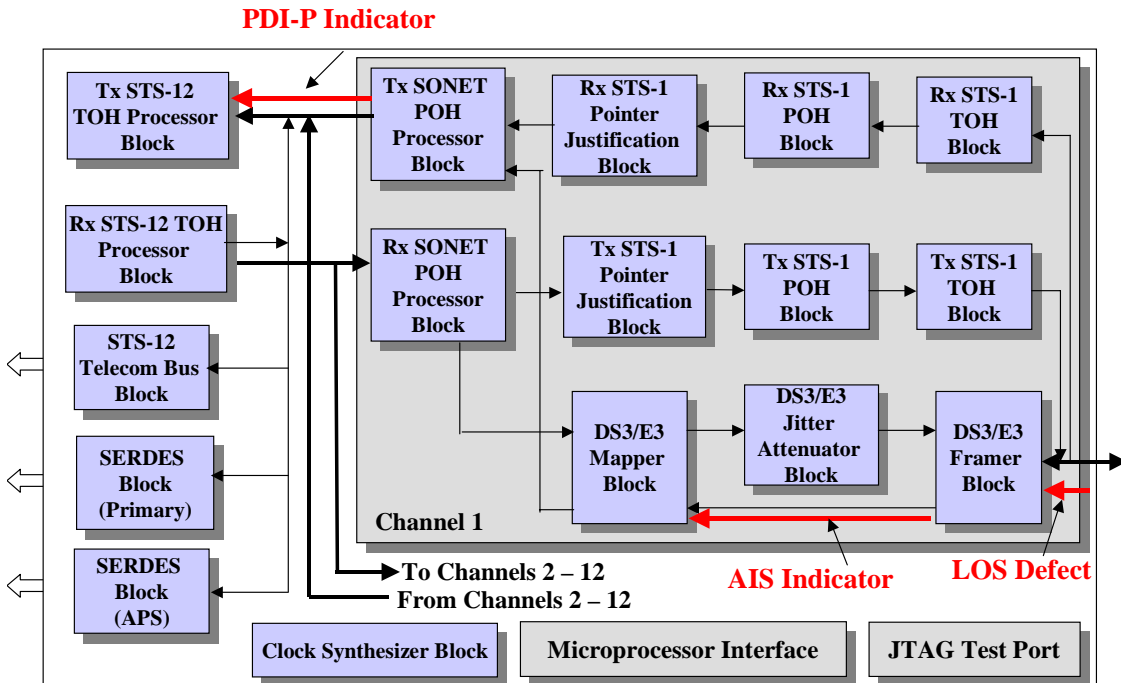 PDI-P Indicator
Tx STS-12
TOH Processor
Block
Tx SONET
POH
Processor
Block
Rx STS-1
Pointer
Justification
Block
Rx STS-1
POH
Block
Rx STS-1
TOH
Block
Rx STS-12 TOH
Processor
Block
Rx SONET
POH
Processor
Block
Tx STS-1
Pointer
Justification
Block
Tx STS-1
POH
Block
Tx STS-1
TOH
Block
STS-12
Telecom Bus
Block
DS3/E3
Mapper
Block
DS3/E3
Jitter
Attenuator
Block
DS3/E3
Framer
Block
SERDES
Block
(Primary)
Channel 1
SERDES
Block
(APS)
To Channels 2 – 12
From Channels 2 – 12
AIS Indicator
LOS Defect
Clock Synthesizer Block
Microprocessor Interface
JTAG Test Port